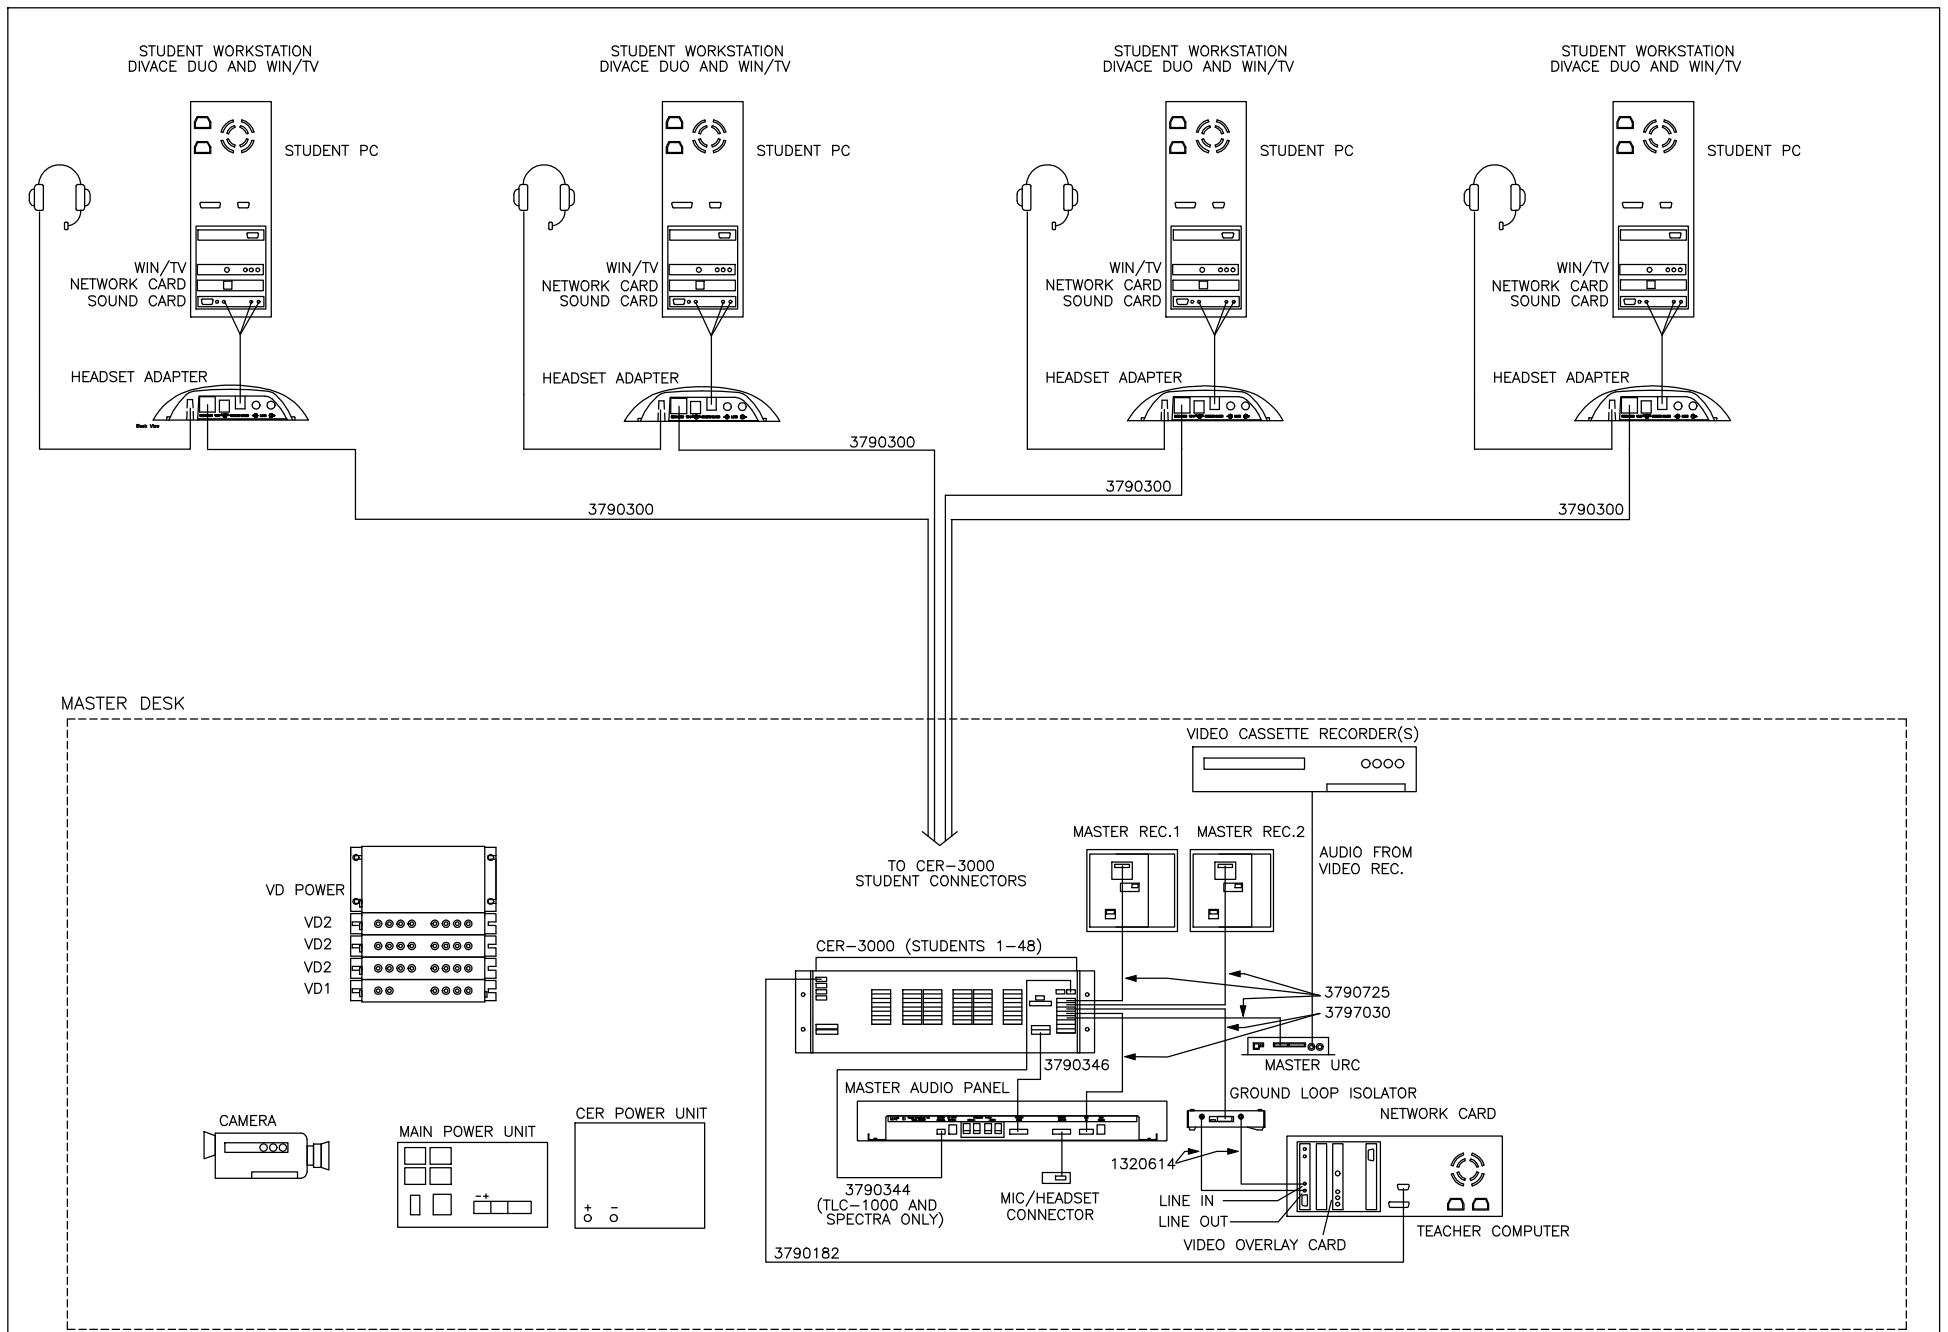 STUDENT WORKSTATION
DIVACE DUO AND WIN/TV
STUDENT WORKSTATION
DIVACE DUO AND WIN/TV
STUDENT WORKSTATION
DIVACE DUO AND WIN/TV
STUDENT WORKSTATION
DIVACE DUO AND WIN/TV
STUDENT PC
STUDENT PC
STUDENT PC
STUDENT PC
WIN/TV
NETWORK CARD
SOUND CARD
WIN/TV
NETWORK CARD
SOUND CARD
WIN/TV
NETWORK CARD
SOUND CARD
WIN/TV
NETWORK CARD
SOUND CARD
HEADSET ADAPTER
HEADSET ADAPTER
HEADSET ADAPTER
HEADSET ADAPTER
Back View
3790300
3790300
3790300
3790300
MASTER DESK
VIDEO CASSETTE RECORDER(S)
MASTER REC.1
MASTER REC.2
AUDIO FROM
VIDEO REC.
TO CER-3000
STUDENT CONNECTORS
VD POWER
VD2
VD2
VD2
VD1
CER-3000 (STUDENTS 1-48)
3790725
3797030
3790346
MASTER URC
MASTER AUDIO PANEL
GROUND LOOP ISOLATOR
NETWORK CARD
CAMERA
MAIN POWER UNIT
-+
CER POWER UNIT
+ -
1320614
3790344
(TLC-1000 AND
SPECTRA ONLY)
MIC/HEADSET
CONNECTOR
LINE IN
LINE OUT
VIDEO OVERLAY CARD
TEACHER COMPUTER
3790182